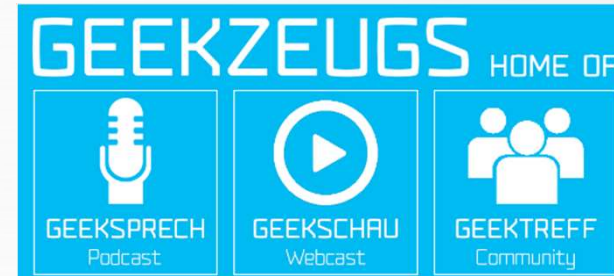 GEEKZEUGS HOME OF
GEEKSPRECH
Podcast
GEEKSCHAU
Webcast
GEEKTREFF
Community